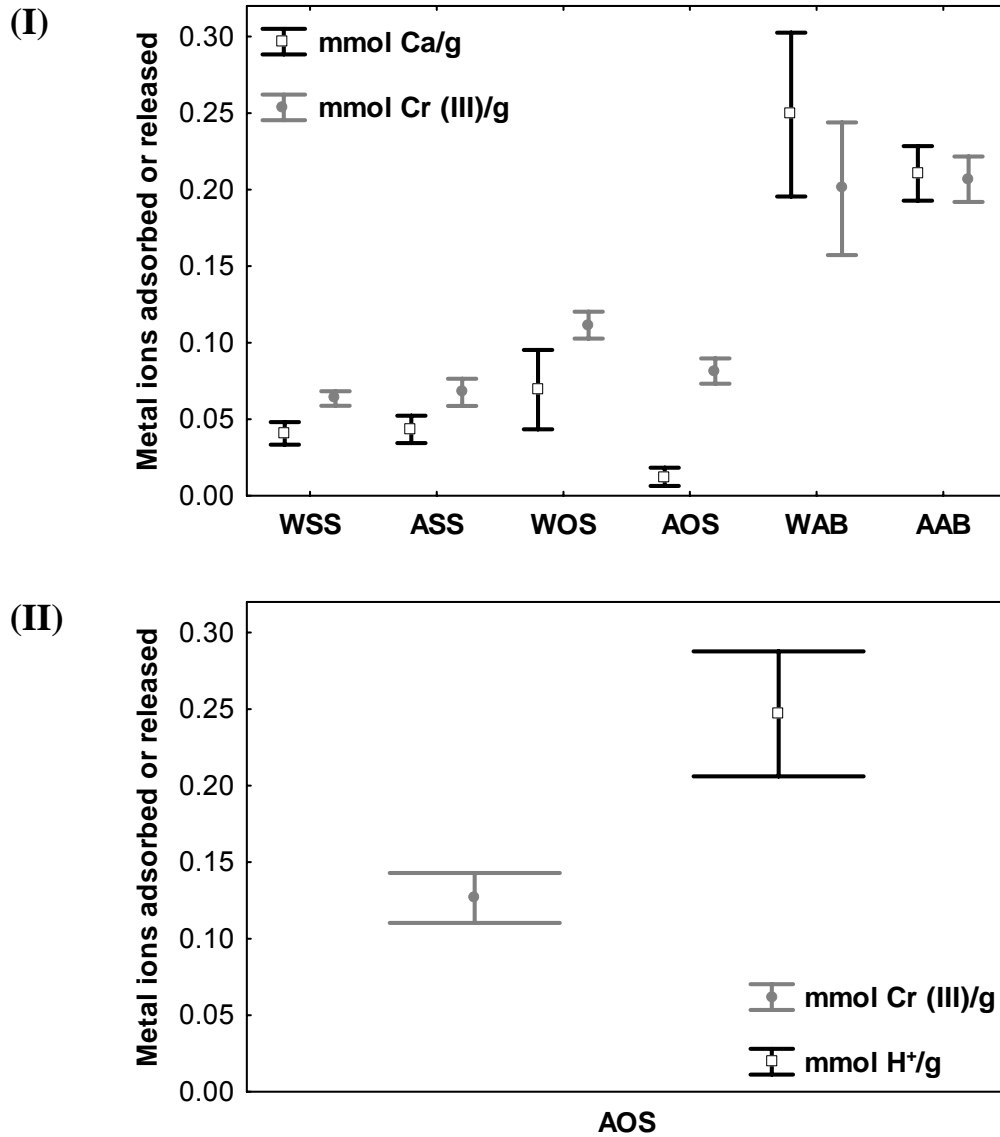 (I)
Metal ions adsorbed or released
0.30
0.25
0.20
0.15
0.10
0.05
0.00
mmol Ca/g
mmol Cr (III)/g
WSS ASS WOS AOS WAB AAB
(II)
Metal ions adsorbed or released
0.30
0.25
0.20
0.15
0.10
0.05
0.00
mmol Cr (III)/g
mmol H⁺/g
AOS